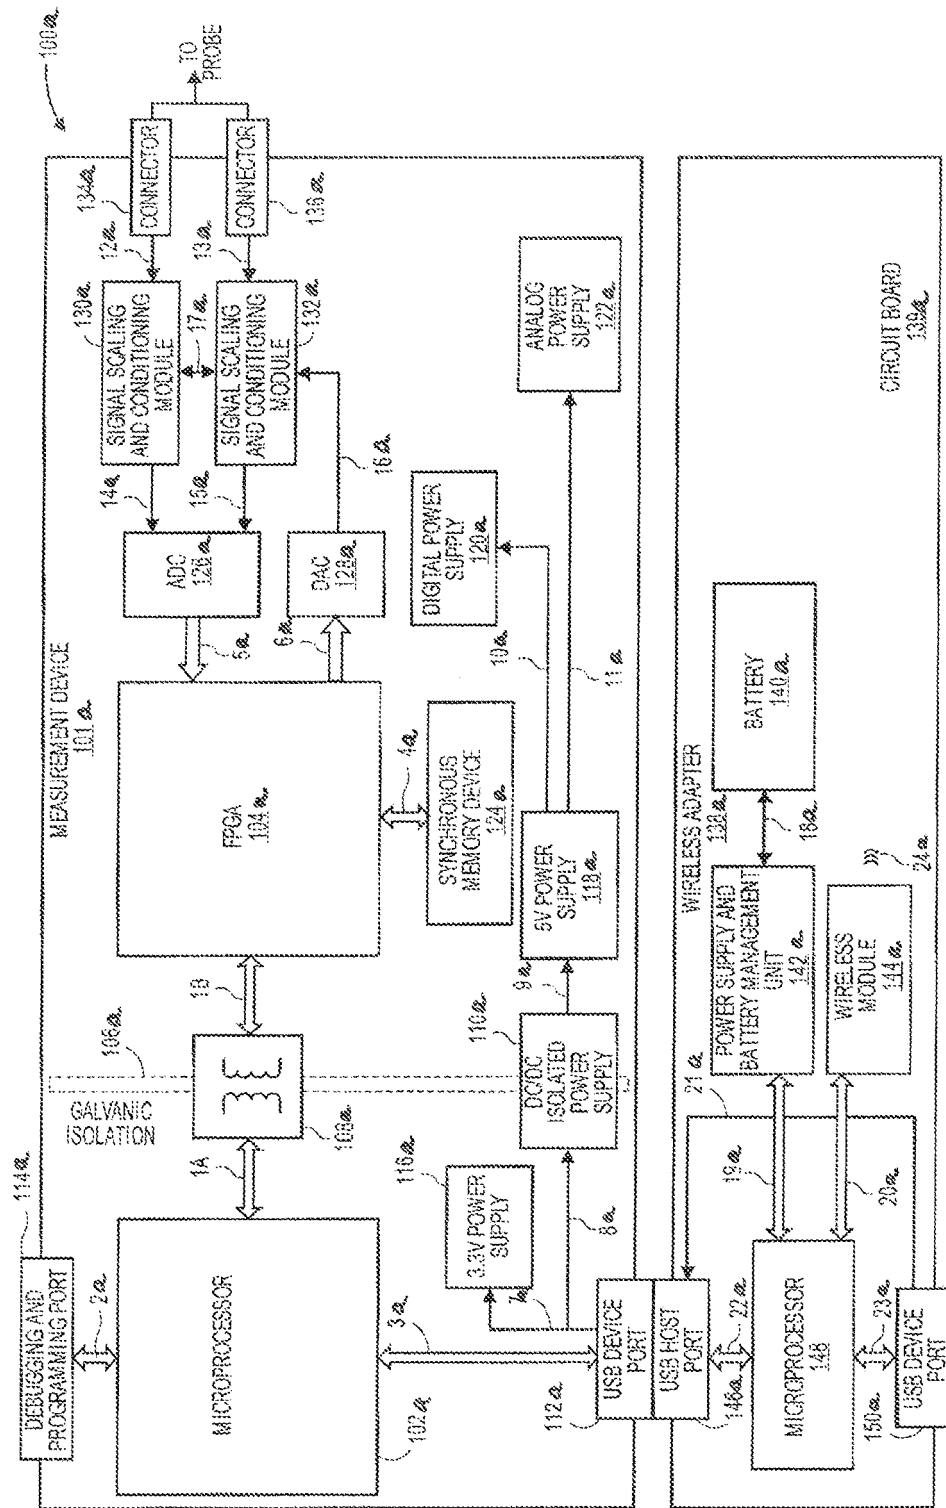 100a
TO
PROBE
MEASUREMENT DEVICE
101a
DEBUGGING AND
PROGRAMMING PORT
114a
2a
MICROPROCESSOR
102a
1A
GALVANIC
ISOLATION
106a
108a
1B
FPGA
104a
5a
6a
ADC
126a
DAC
128a
14a
15a
16a
SIGNAL SCALING
AND CONDITIONING
MODULE
130a
17a
SIGNAL SCALING
AND CONDITIONING
MODULE
132a
12a
13a
CONNECTOR
134a
CONNECTOR
136a
4a
SYNCHRONOUS
MEMORY DEVICE
124a
3a
3.3V POWER
SUPPLY
116a
7a
8a
DC/DC
ISOLATED
POWER
SUPPLY
110a
9a
5V POWER
SUPPLY
118a
10a
11a
DIGITAL POWER
SUPPLY
120a
ANALOG
POWER
SUPPLY
122a
USB DEVICE
PORT
112a
USB HOST
PORT
146a
22a
MICROPROCESSOR
148
23a
USB DEVICE
PORT
150a
19a
20a
21a
WIRELESS ADAPTER
138a
POWER SUPPLY AND
BATTERY MANAGEMENT
UNIT
142a
18a
BATTERY
140a
WIRELESS
MODULE
144a
24a
CIRCUIT BOARD
139a